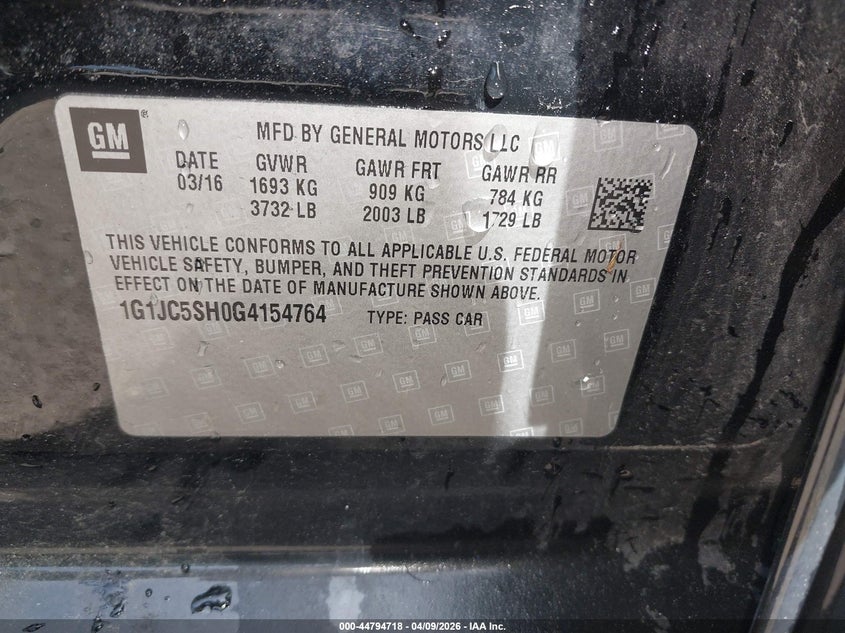 GM ®
MFD BY GENERAL MOTORS LLC
DATE GVWR GAWR FRT GAWR RR
03/16 1693 KG 909 KG 784 KG
3732 LB 2003 LB 1729 LB
THIS VEHICLE CONFORMS TO ALL APPLICABLE U.S. FEDERAL MOTOR
VEHICLE SAFETY, BUMPER, AND THEFT PREVENTION STANDARDS IN
EFFECT ON THE DATE OF MANUFACTURE SHOWN ABOVE.
1G1JC5SH0G4154764 TYPE: PASS CAR
000-44794718 - 04/09/2026 - IAA Inc.